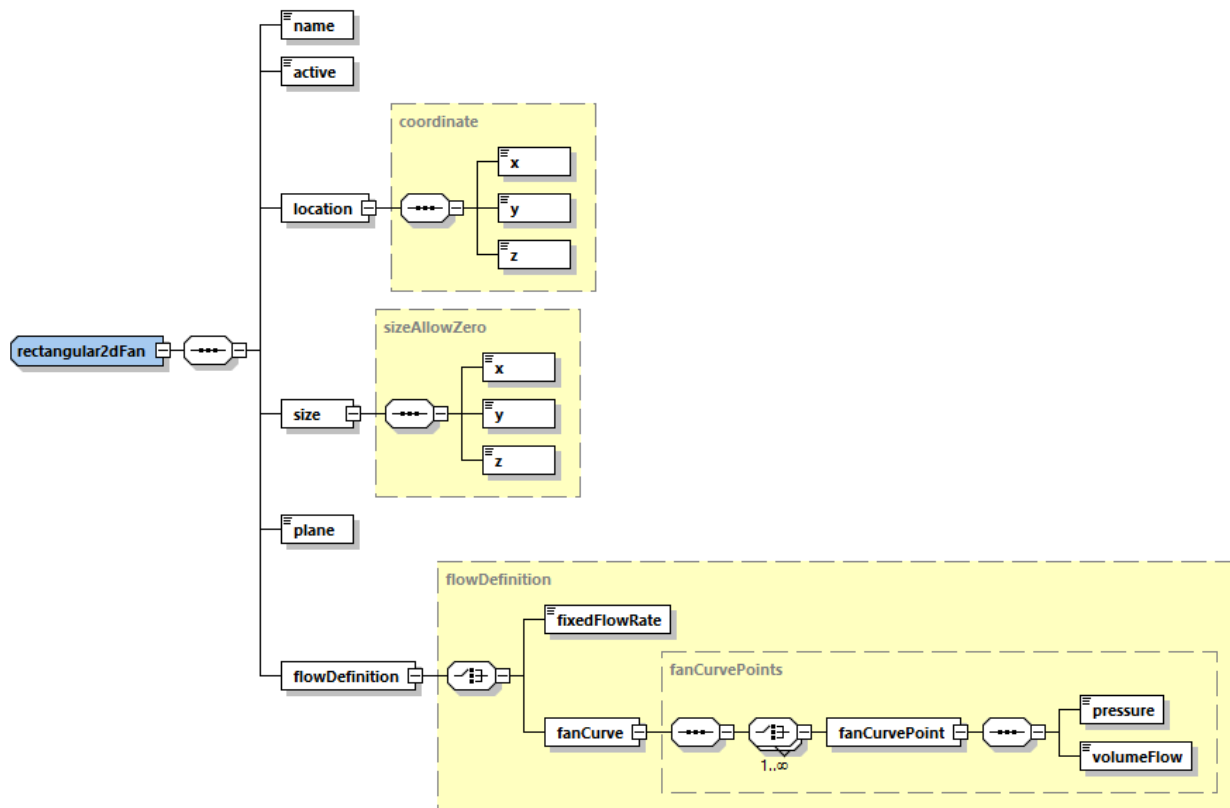 name
active
coordinate
x
y
z
location
sizeAllowZero
x
y
z
rectangular2dFan
size
plane
flowDefinition
fixedFlowRate
flowDefinition
fanCurvePoints
pressure
fanCurve
fanCurvePoint
volumeFlow
1..∞